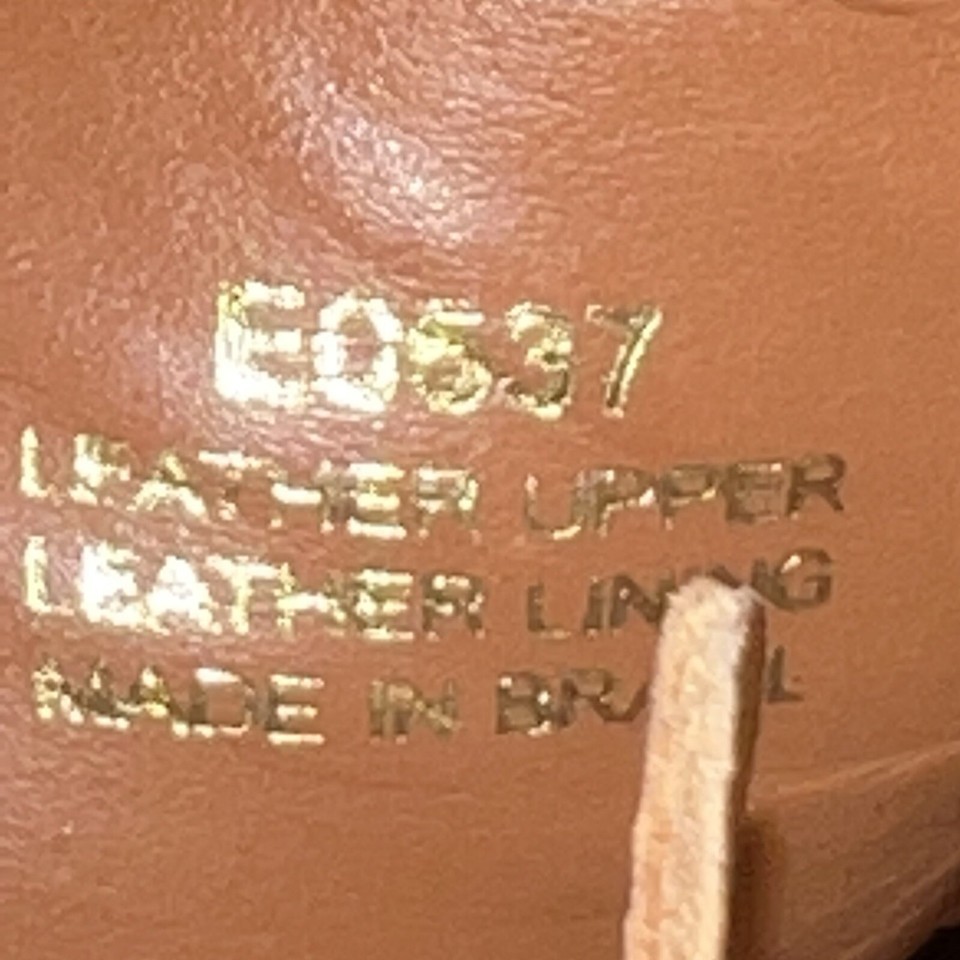 E0537
LEATHER UPPER
LEATHER LINING
MADE IN BRAZIL